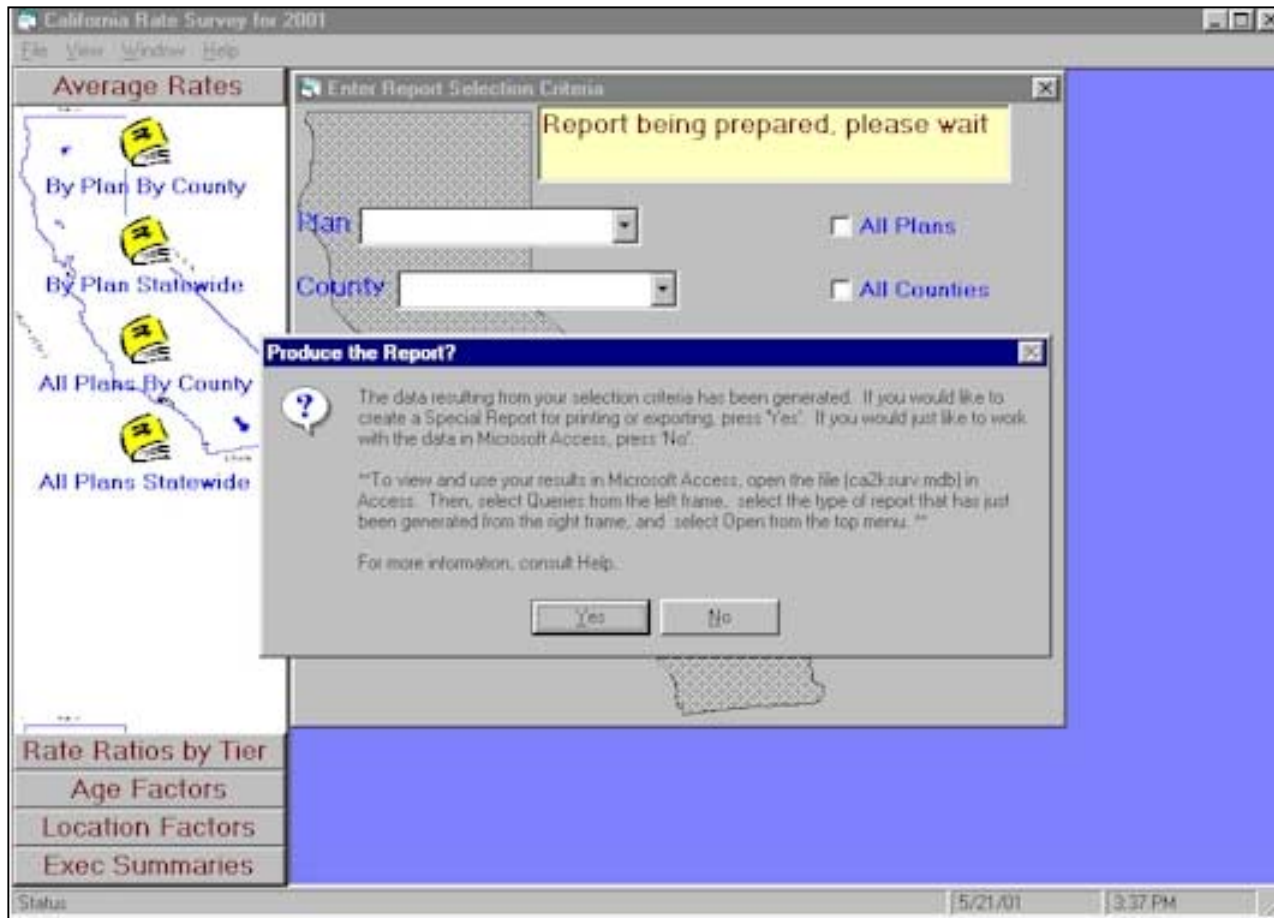 California Rate Survey for 2001
File View Window Help
Average Rates
By Plan By County
By Plan Statewide
All Plans By County
All Plans Statewide
Rate Ratios by Tier
Age Factors
Location Factors
Exec Summaries
Enter Report Selection Criteria
Report being prepared, please wait
Plan
All Plans
County
All Counties
Produce the Report?
The data resulting from your selection criteria has been generated. If you would like to
create a Special Report for printing or exporting, press 'Yes'. If you would just like to work
with the data in Microsoft Access, press 'No'.
**To view and use your results in Microsoft Access, open the file (ca2ksurv.mdb) in
Access. Then, select Queries from the left frame, select the type of report that has just
been generated from the right frame, and select Open from the top menu. **
For more information, consult Help.
Yes
No
Status
5/21/01
3:37 PM